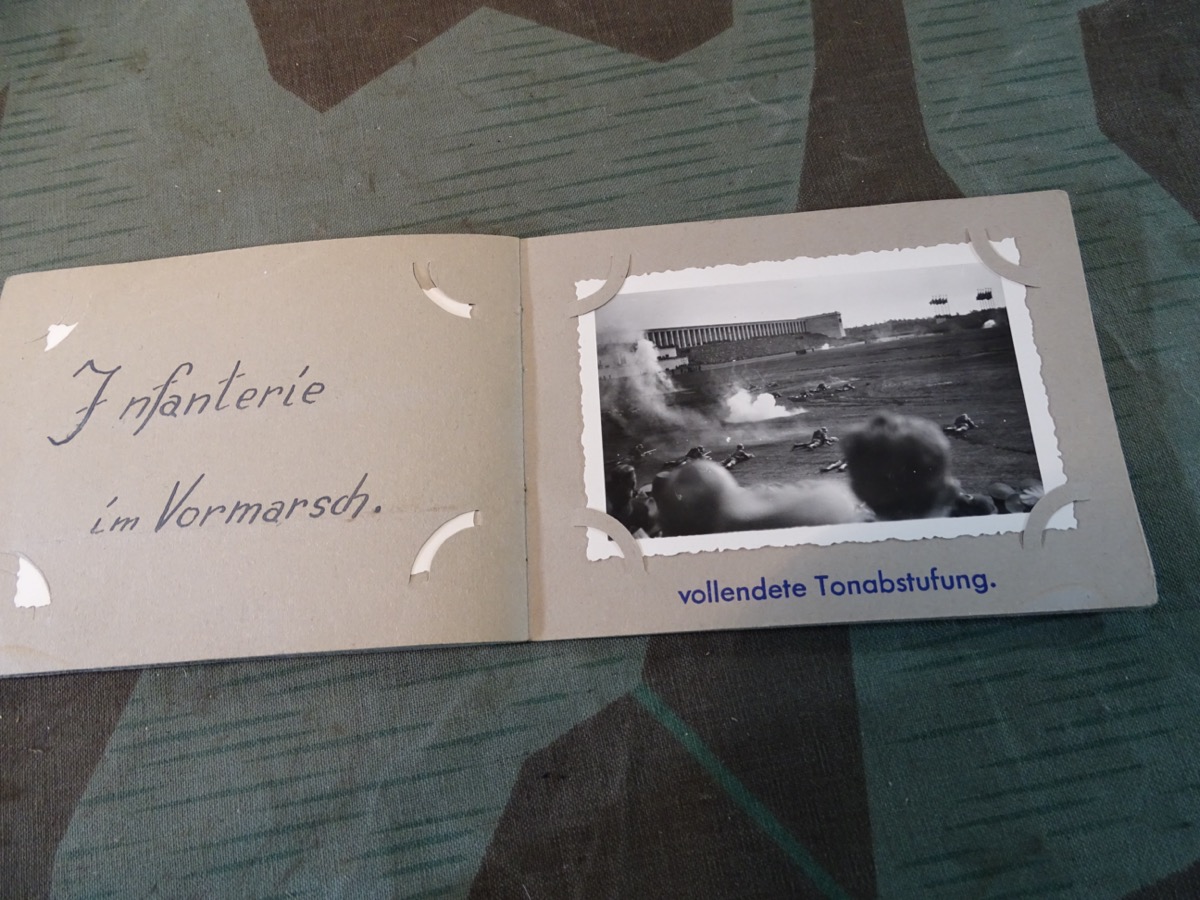 Infanterie
im Vormarsch.
vollendete Tonabstufung.